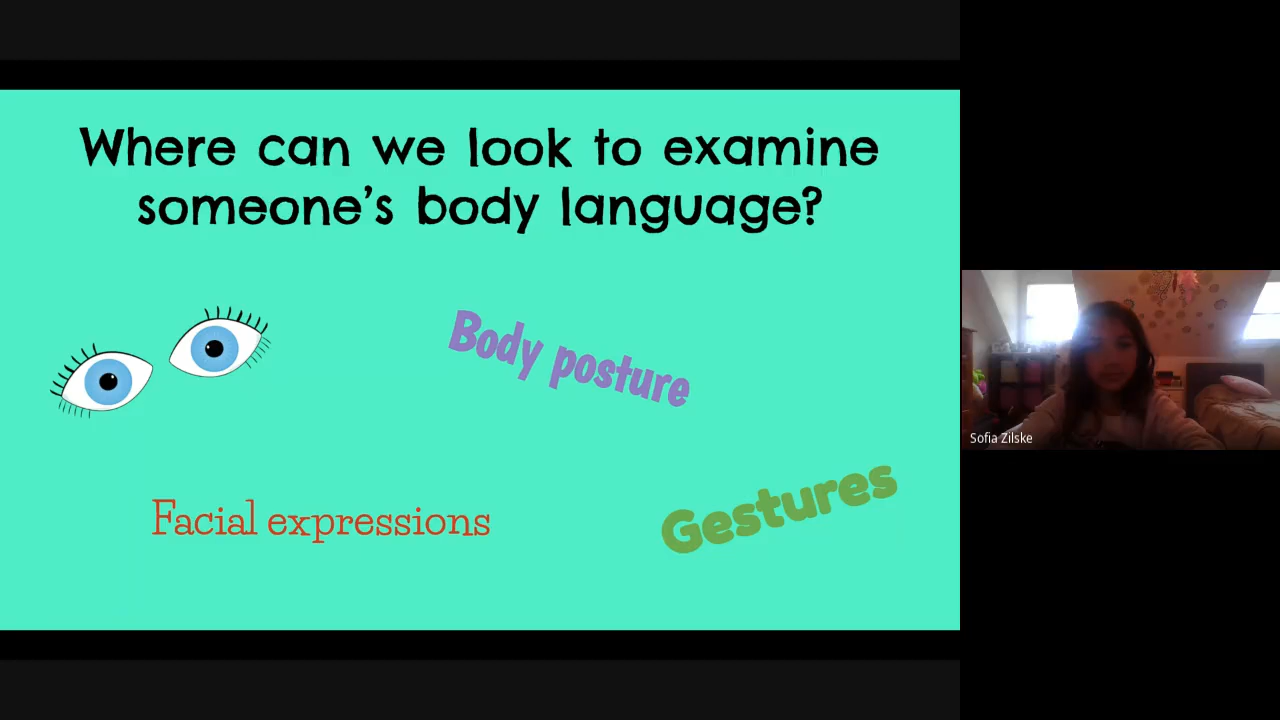 Where can we look to examine
someone's body language?
Body posture
Facial expressions
Gestures
Sofia Zilske